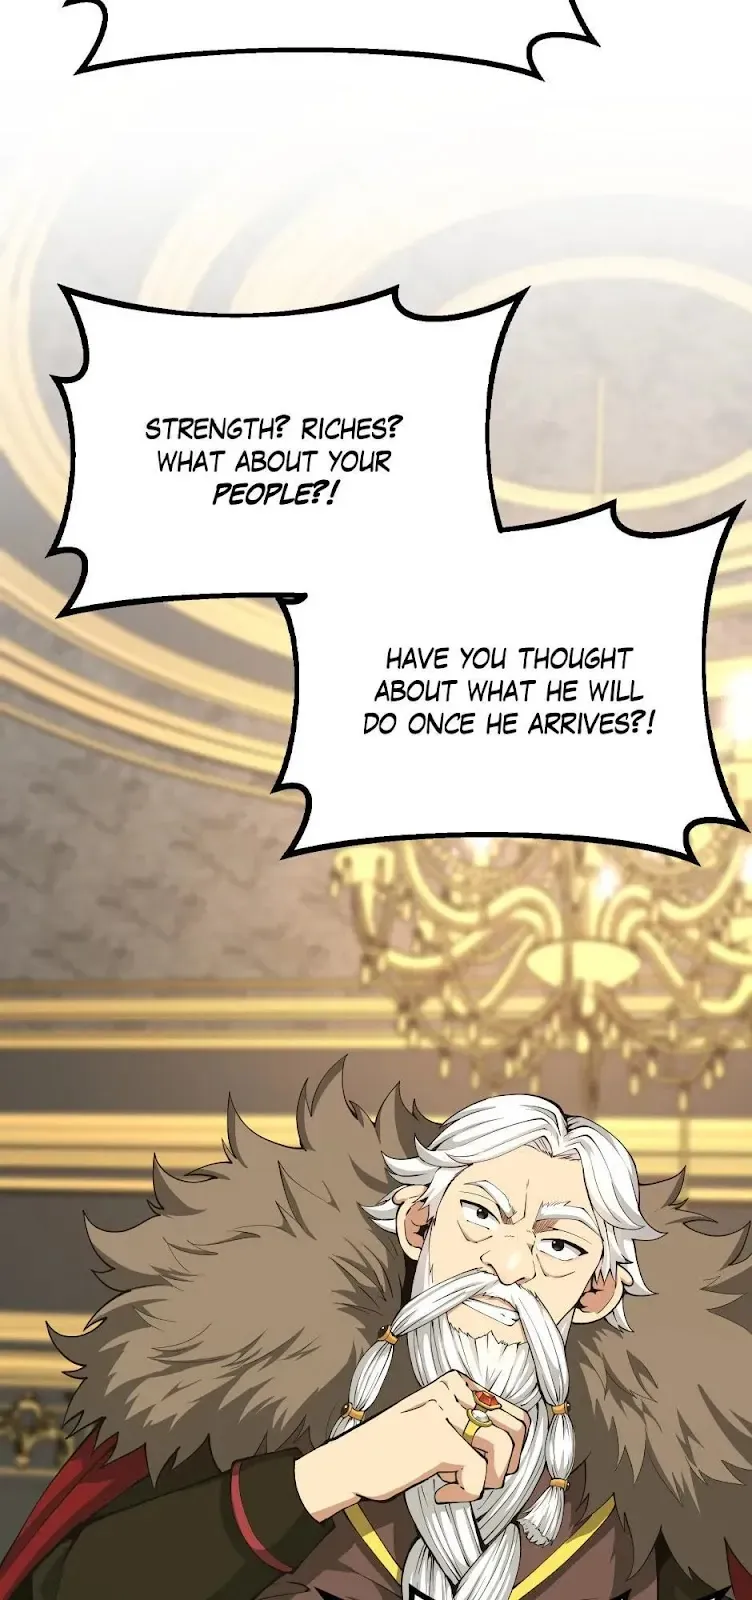 STRENGTH? RICHES?
WHAT ABOUT YOUR
PEOPLE?!
HAVE YOU THOUGHT
ABOUT WHAT HE WILL
DO ONCE HE ARRIVES?!